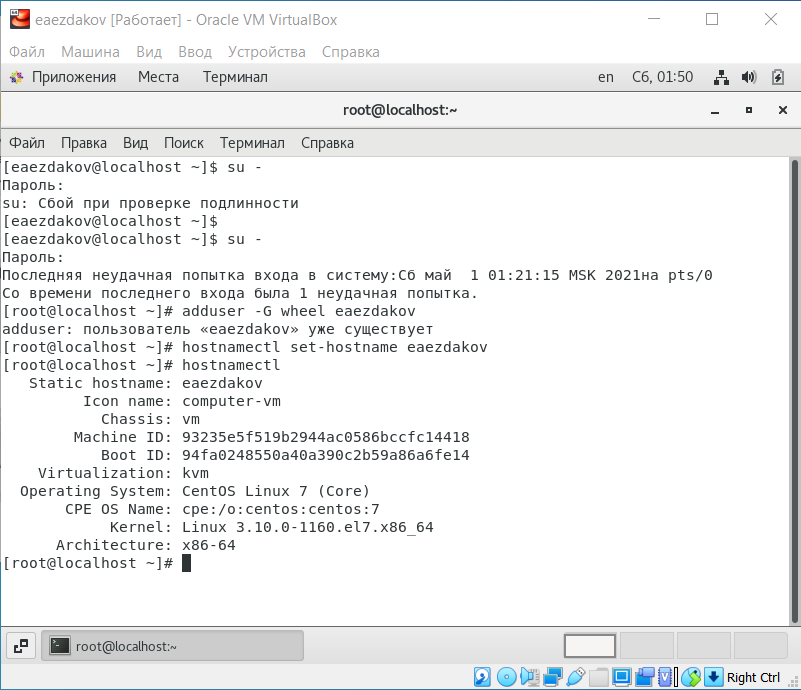 eaezdakov [Работает] - Oracle VM VirtualBox
Файл Машина Вид Ввод Устройства Справка
Приложения Места Терминал en Сб, 01:50
root@localhost:~
Файл Правка Вид Поиск Терминал Справка
[eaezdakov@localhost ~]$ su -
Пароль:
su: Сбой при проверке подлинности
[eaezdakov@localhost ~]$
[eaezdakov@localhost ~]$ su -
Пароль:
Последняя неудачная попытка входа в систему:Сб май  1 01:21:15 MSK 2021на pts/0
Со времени последнего входа была 1 неудачная попытка.
[root@localhost ~]# adduser -G wheel eaezdakov
adduser: пользователь «eaezdakov» уже существует
[root@localhost ~]# hostnamectl set-hostname eaezdakov
[root@localhost ~]# hostnamectl
Static hostname: eaezdakov
Icon name: computer-vm
Chassis: vm
Machine ID: 93235e5f519b2944ac0586bccfc14418
Boot ID: 94fa0248550a40a390c2b59a86a6fe14
Virtualization: kvm
Operating System: CentOS Linux 7 (Core)
CPE OS Name: cpe:/o:centos:centos:7
Kernel: Linux 3.10.0-1160.el7.x86_64
Architecture: x86-64
[root@localhost ~]#
root@localhost:~
Right Ctrl